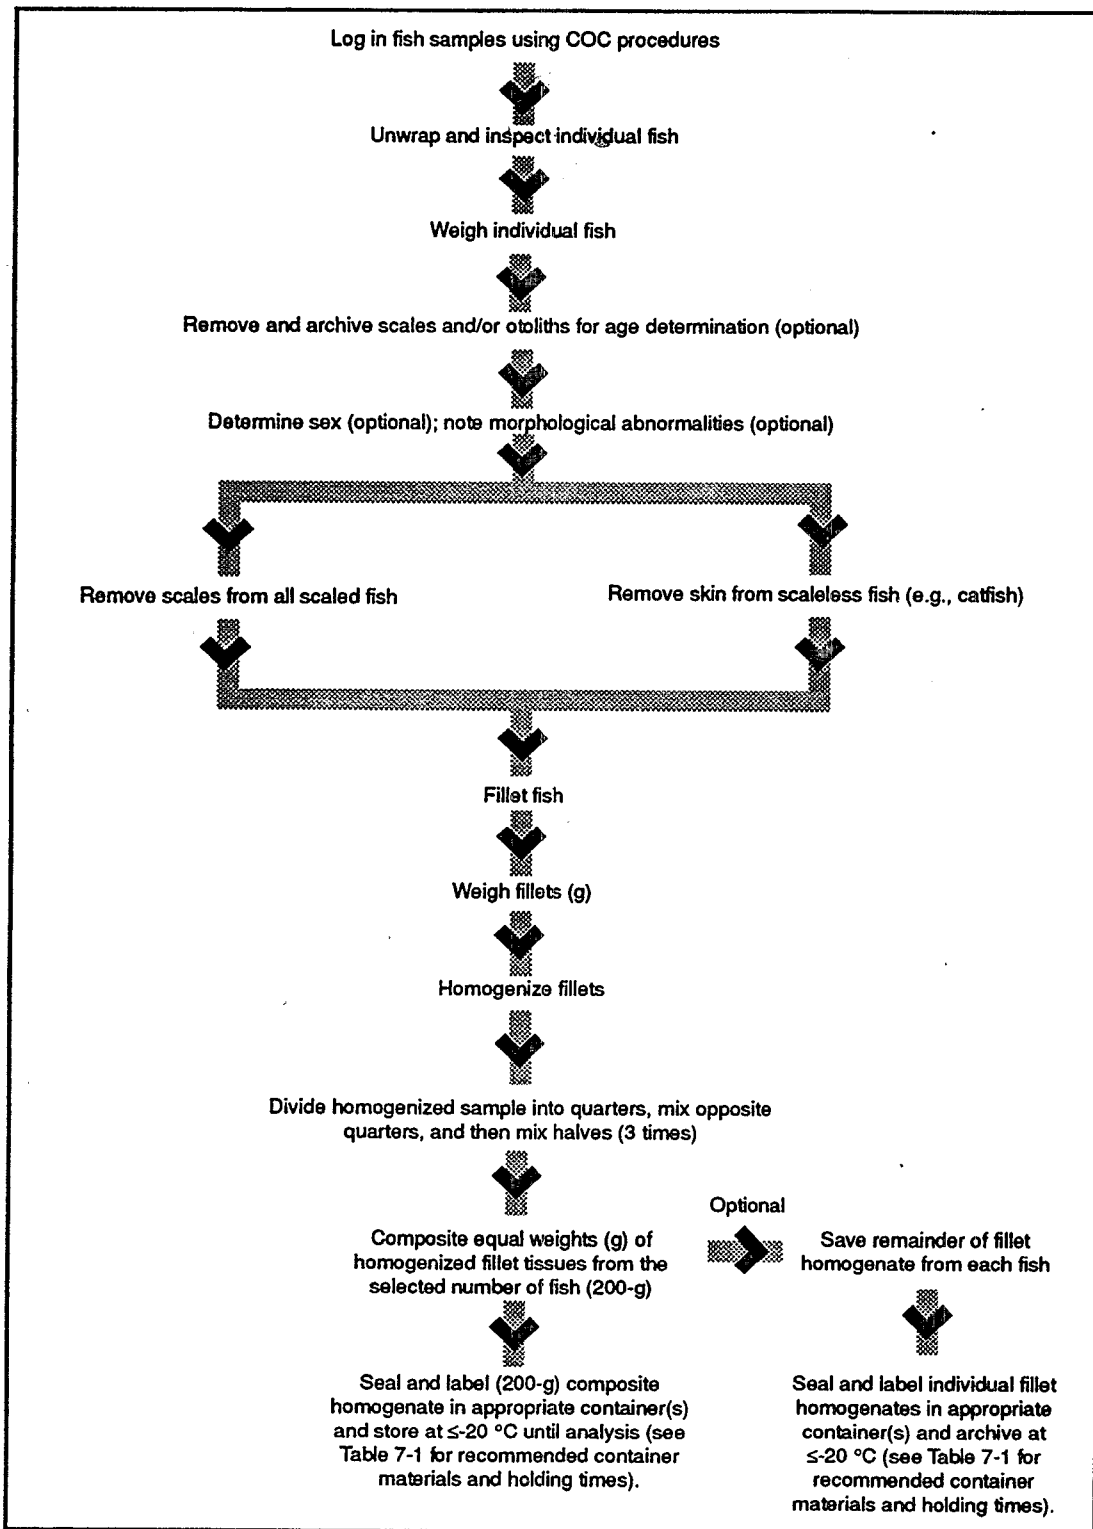 Log in fish samples using COC procedures
Unwrap and inspect individual fish
Weigh individual fish
Remove and archive scales and/or otoliths for age determination (optional)
Determine sex (optional); note morphological abnormalities (optional)
Remove scales from all scaled fish
Remove skin from scaleless fish (e.g., catfish)
Fillet fish
Weigh fillets (g)
Homogenize fillets
Divide homogenized sample into quarters, mix opposite
quarters, and then mix halves (3 times)
Composite equal weights (g) of
homogenized fillet tissues from the
selected number of fish (200-g)
Optional
Save remainder of fillet
homogenate from each fish
Seal and label (200-g) composite
homogenate in appropriate container(s)
and store at ≤-20 °C until analysis (see
Table 7-1 for recommended container
materials and holding times).
Seal and label individual fillet
homogenates in appropriate
container(s) and archive at
≤-20 °C (see Table 7-1 for
recommended container
materials and holding times).